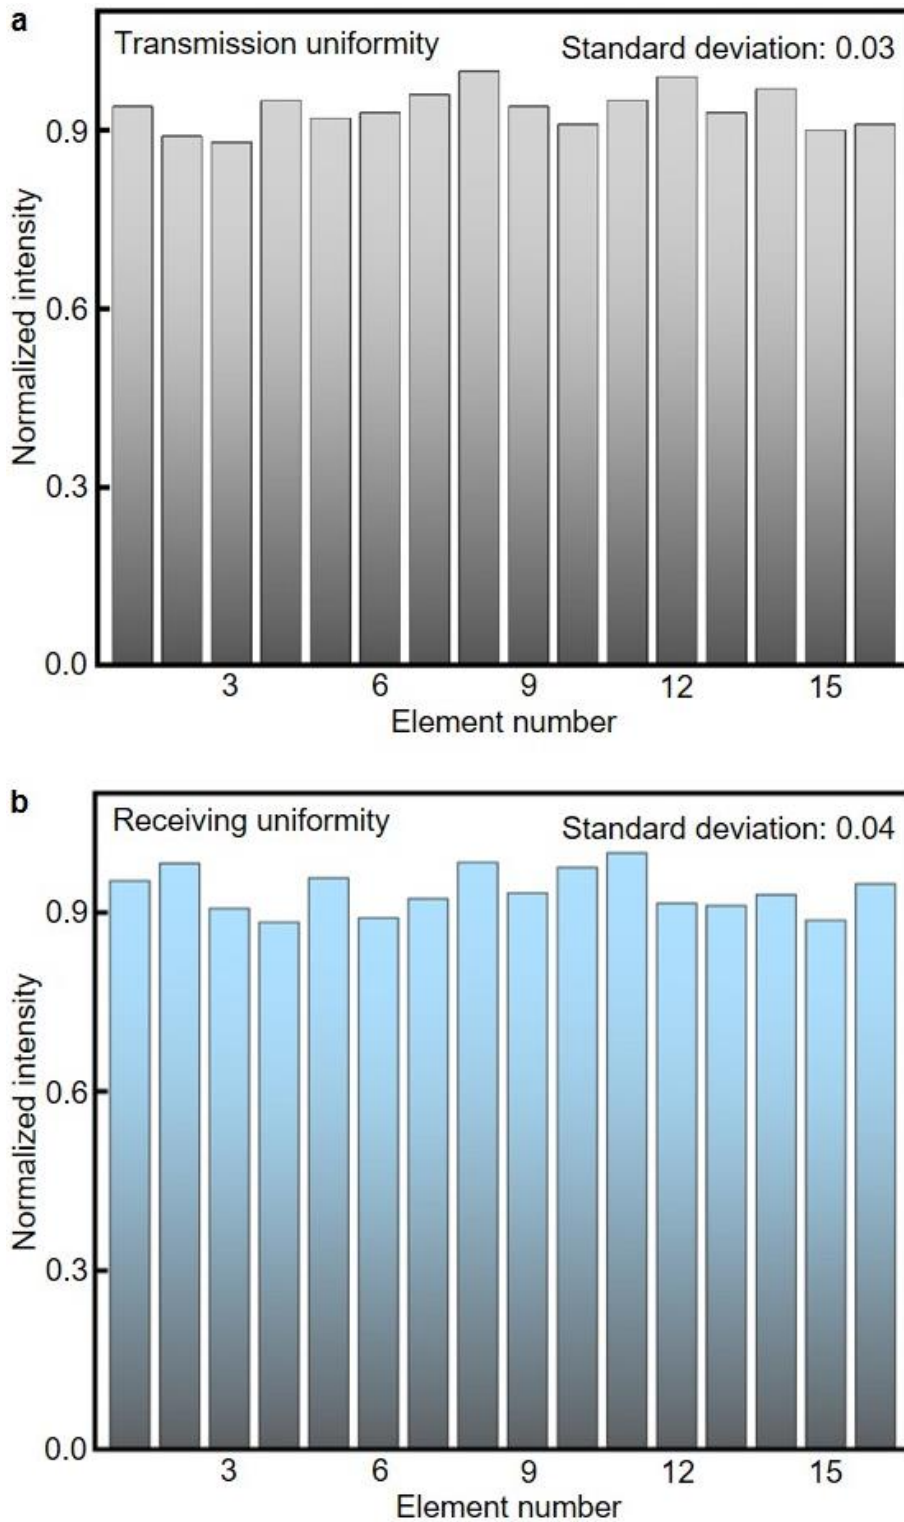 a
Transmission uniformity
Standard deviation: 0.03
0.9
0.6
0.3
0.0
Normalized intensity
3 6 9 12 15
Element number
b
Receiving uniformity
Standard deviation: 0.04
0.9
0.6
0.3
0.0
Normalized intensity
3 6 9 12 15
Element number